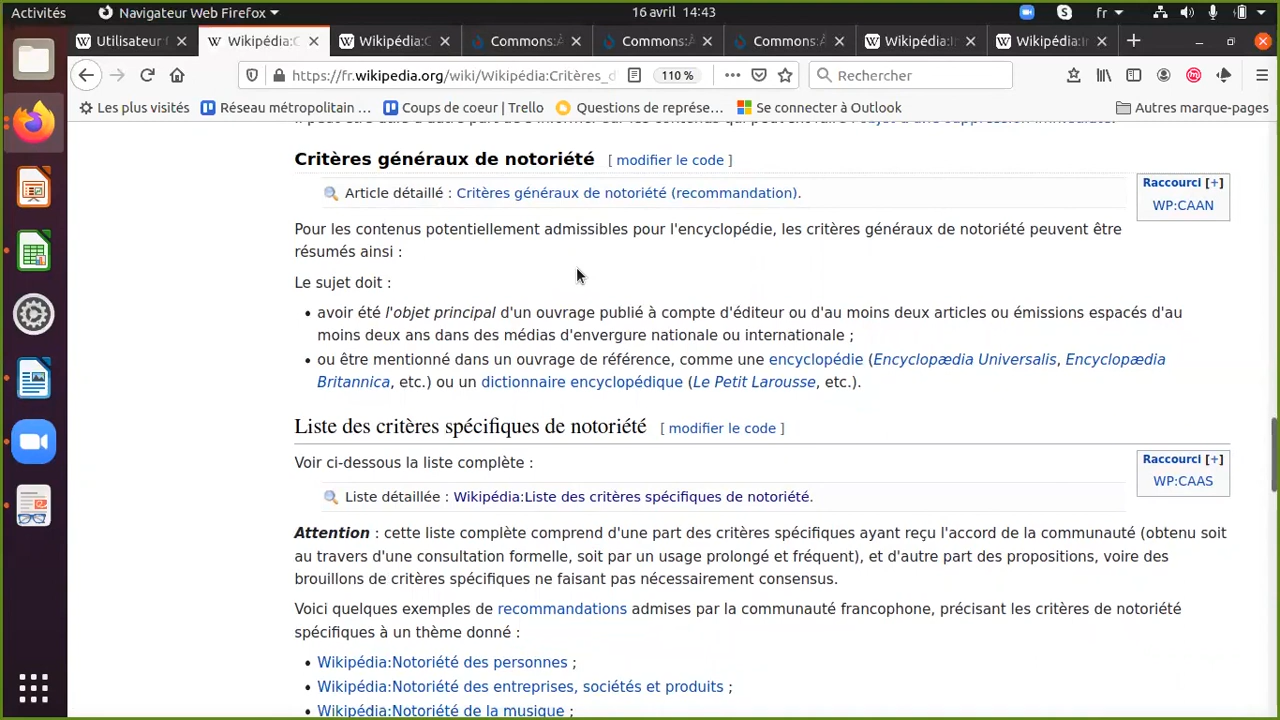 Activités
Navigateur Web Firefox
16 avril 14:43
fr
Utilisateur
Wikipédia:C
Wikipédia:C
Commons:
Commons:
Commons:
Wikipédia:I
Wikipédia:I
https://fr.wikipedia.org/wiki/Wikipédia:Critères_d
110 %
Rechercher
Les plus visités
Réseau métropolitain ...
Coups de coeur | Trello
Questions de représe...
Se connecter à Outlook
Autres marque-pages
Critères généraux de notoriété [ modifier le code ]
Raccourci [+]
WP:CAAN
Article détaillé : Critères généraux de notoriété (recommandation).
Pour les contenus potentiellement admissibles pour l'encyclopédie, les critères généraux de notoriété peuvent être
résumés ainsi :
Le sujet doit :
• avoir été l'objet principal d'un ouvrage publié à compte d'éditeur ou d'au moins deux articles ou émissions espacés d'au
moins deux ans dans des médias d'envergure nationale ou internationale ;
• ou être mentionné dans un ouvrage de référence, comme une encyclopédie (Encyclopædia Universalis, Encyclopædia
Britannica, etc.) ou un dictionnaire encyclopédique (Le Petit Larousse, etc.).
Liste des critères spécifiques de notoriété [ modifier le code ]
Raccourci [+]
WP:CAAS
Voir ci-dessous la liste complète :
Liste détaillée : Wikipédia:Liste des critères spécifiques de notoriété.
Attention : cette liste complète comprend d'une part des critères spécifiques ayant reçu l'accord de la communauté (obtenu soit
au travers d'une consultation formelle, soit par un usage prolongé et fréquent), et d'autre part des propositions, voire des
brouillons de critères spécifiques ne faisant pas nécessairement consensus.
Voici quelques exemples de recommandations admises par la communauté francophone, précisant les critères de notoriété
spécifiques à un thème donné :
• Wikipédia:Notoriété des personnes ;
• Wikipédia:Notoriété des entreprises, sociétés et produits ;
• Wikipédia:Notoriété de la musique ;